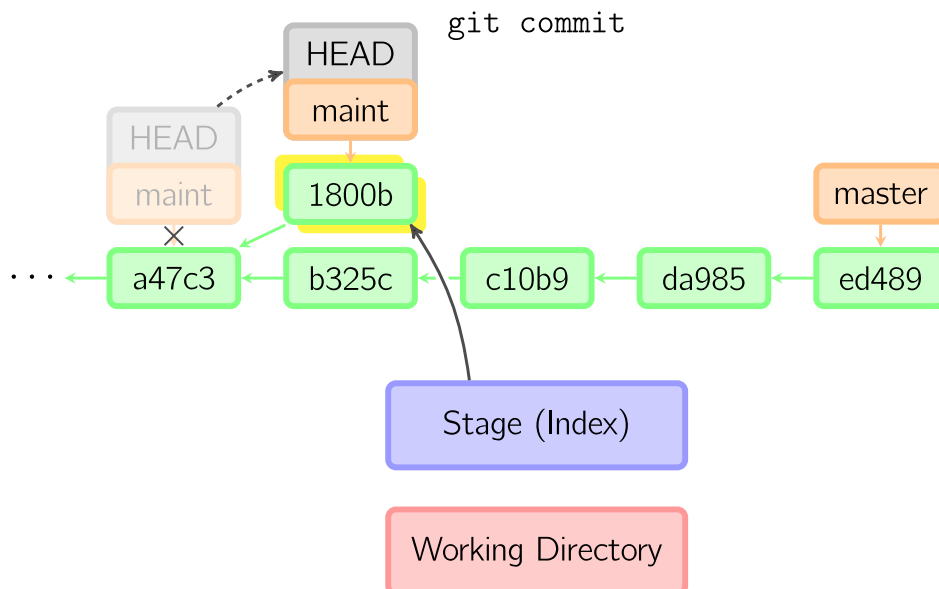 git commit
HEAD
maint
HEAD
maint
1800b
master
... a47c3 b325c c10b9 da985 ed489
Stage (Index)
Working Directory